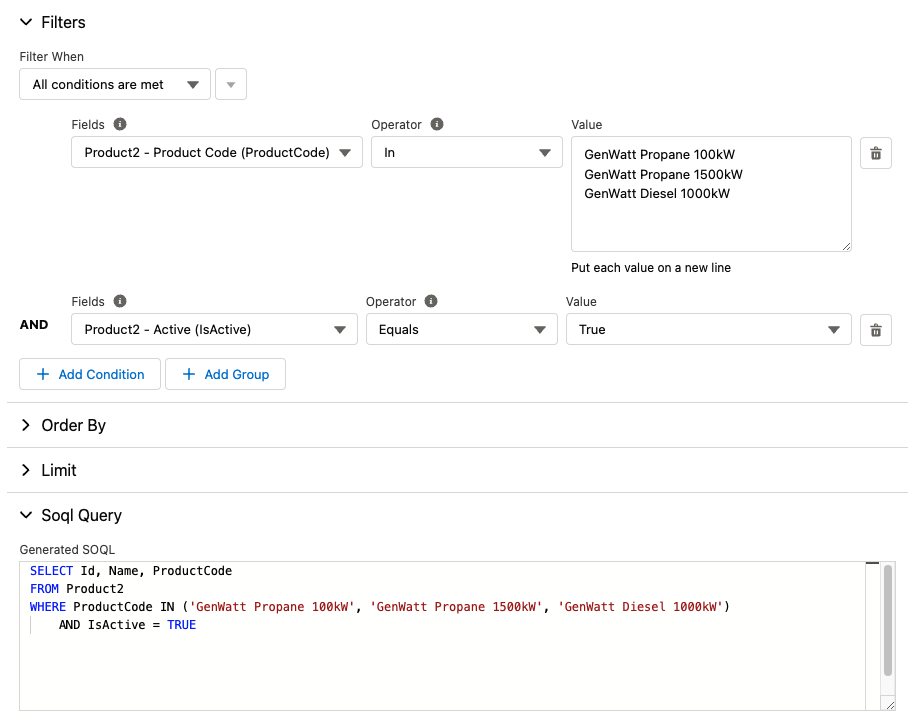 Filters
Filter When
All conditions are met
Fields Operator Value
Product2 - Product Code (ProductCode) In GenWatt Propane 100kW
GenWatt Propane 1500kW
GenWatt Diesel 1000kW
Put each value on a new line
Fields Operator Value
AND Product2 - Active (IsActive) Equals True
+ Add Condition + Add Group
Order By
Limit
Soql Query
Generated SOQL
SELECT Id, Name, ProductCode
FROM Product2
WHERE ProductCode IN ('GenWatt Propane 100kW', 'GenWatt Propane 1500kW', 'GenWatt Diesel 1000kW')
AND IsActive = TRUE